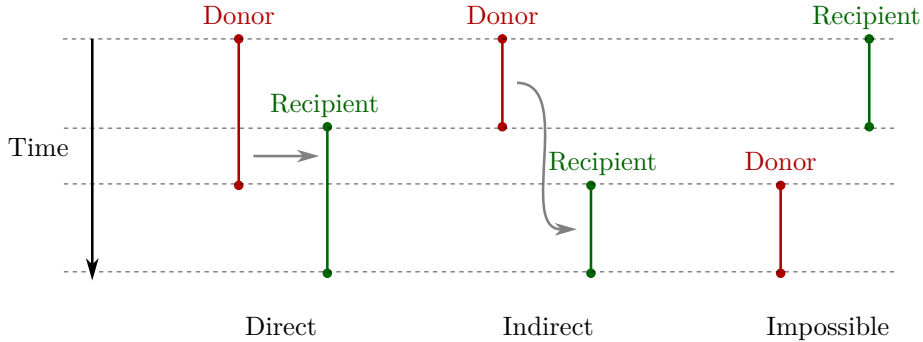 Donor
Donor
Recipient
Recipient
Time
Recipient
Donor
Direct
Indirect
Impossible